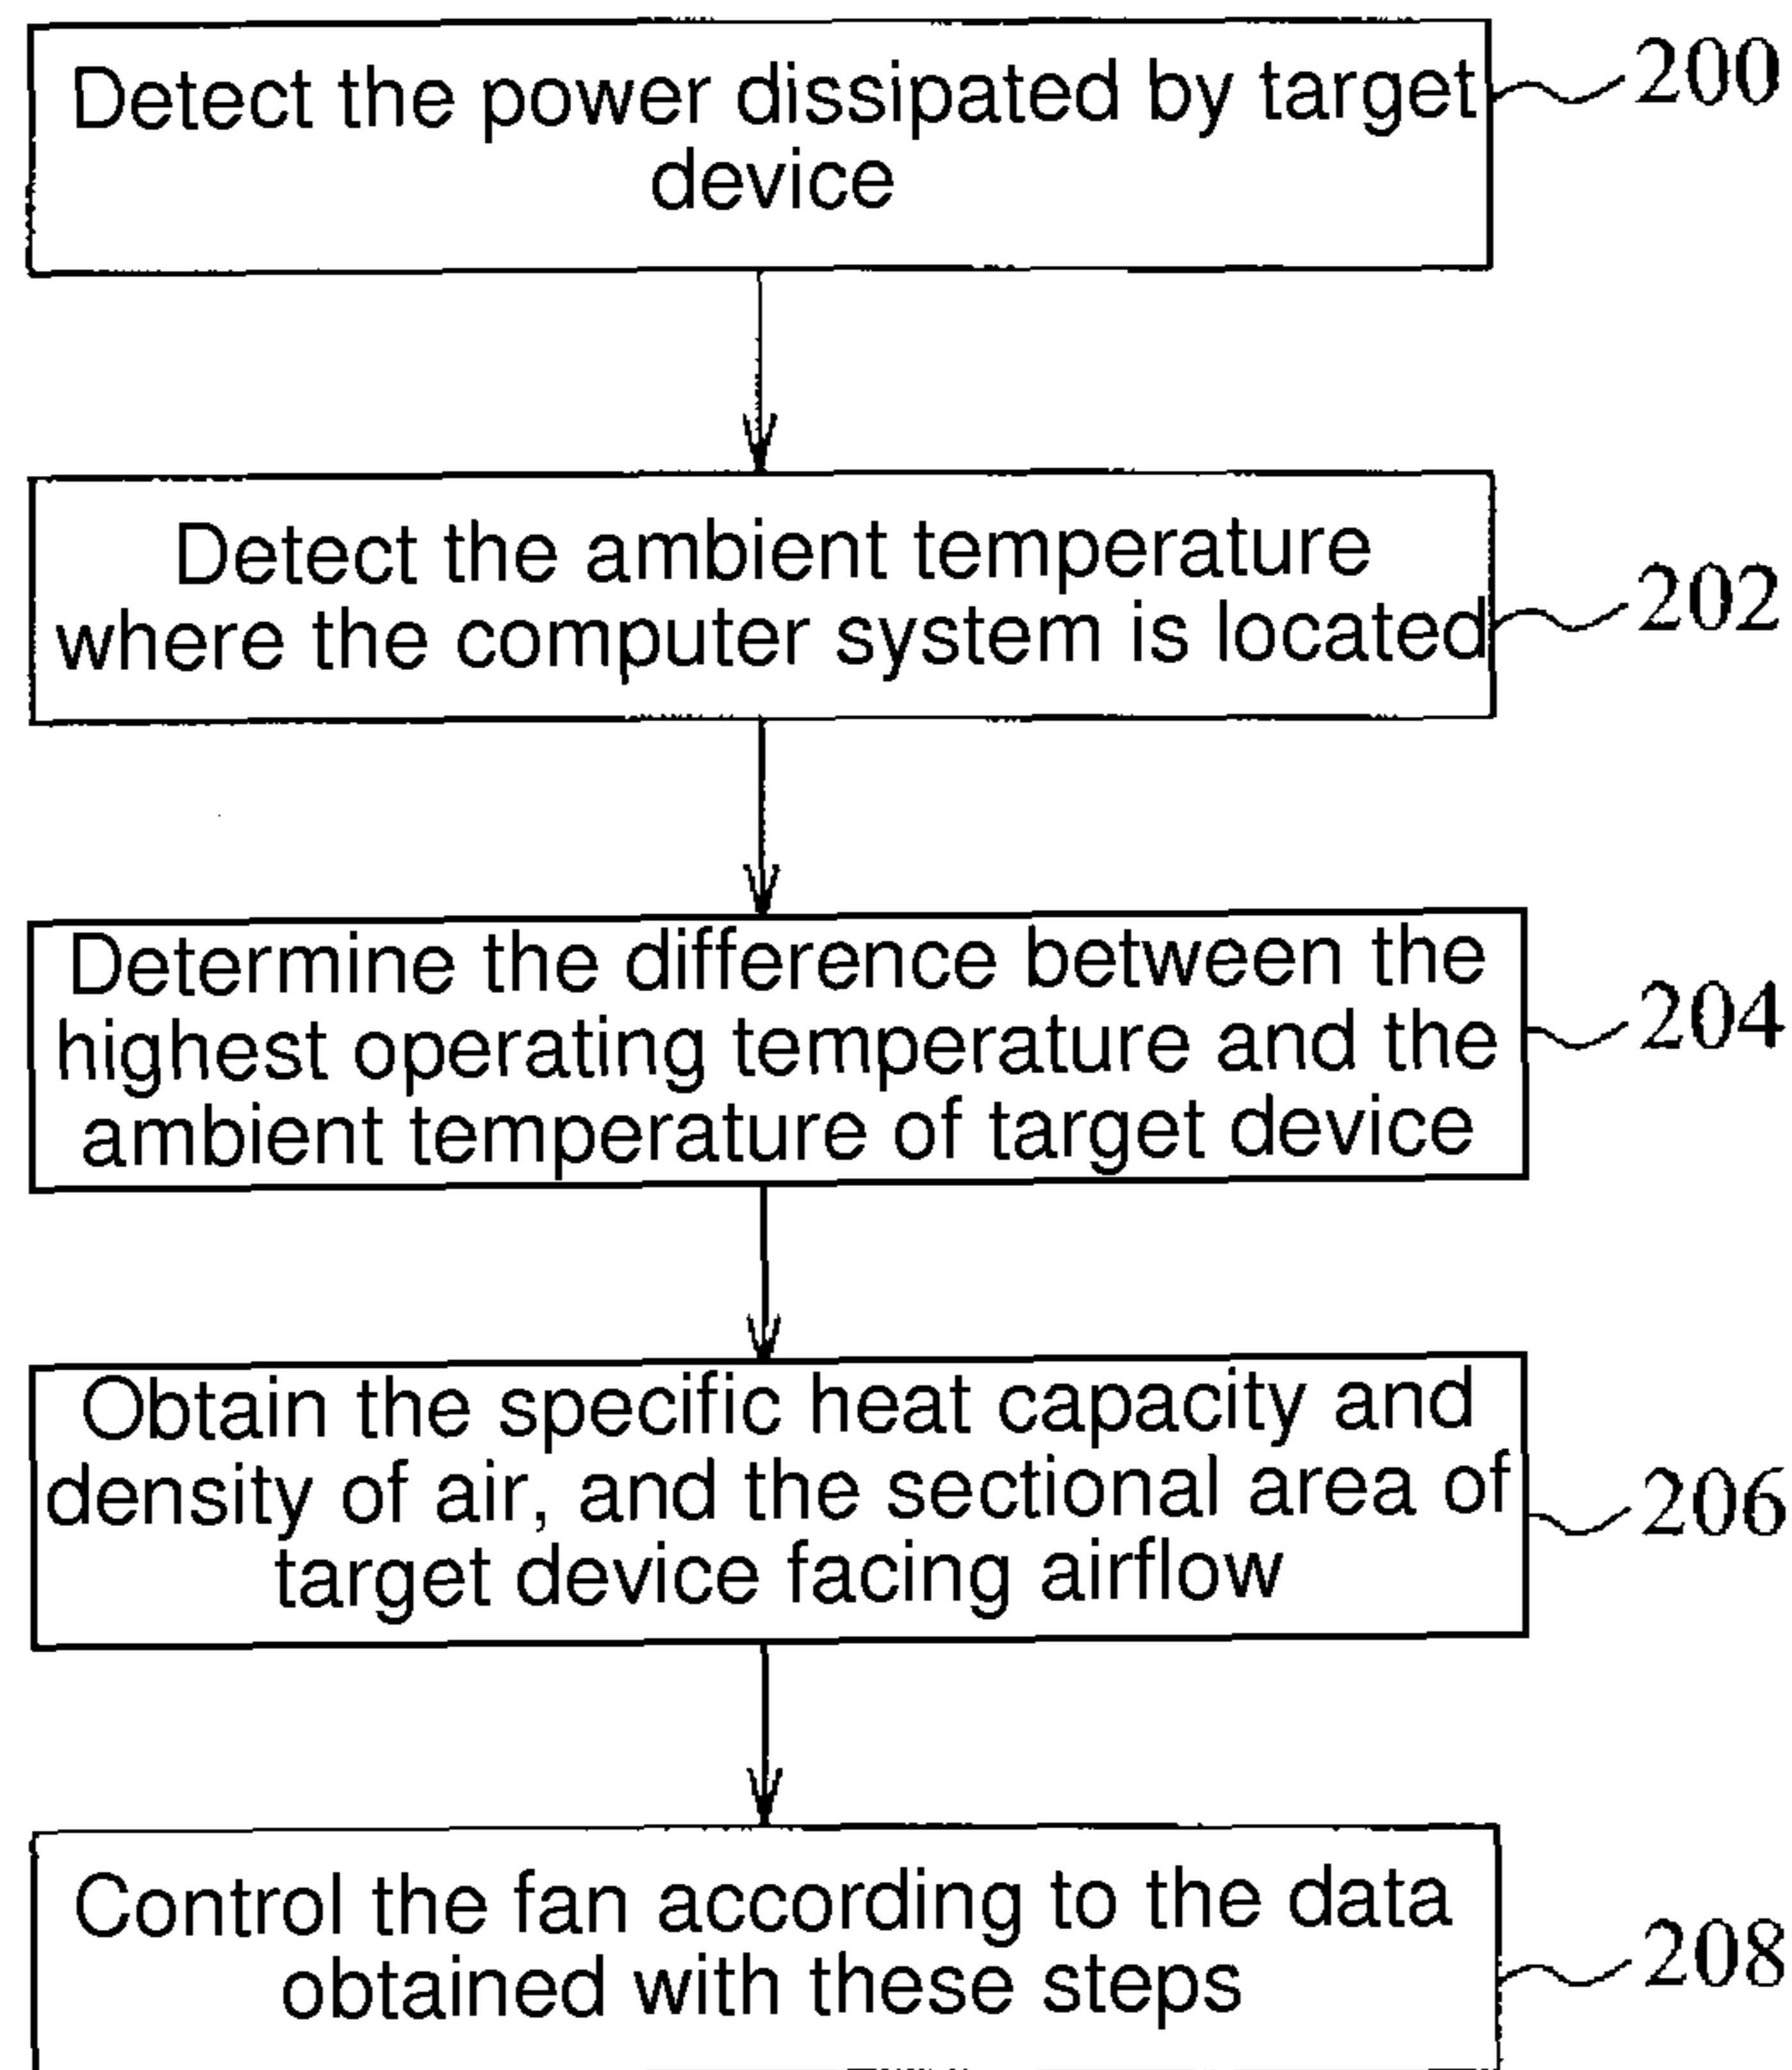 Detect the power dissipated by target
device
200
Detect the ambient temperature
where the computer system is located
202
Determine the difference between the
highest operating temperature and the
ambient temperature of target device
204
Obtain the specific heat capacity and
density of air, and the sectional area of
target device facing airflow
206
Control the fan according to the data
obtained with these steps
208